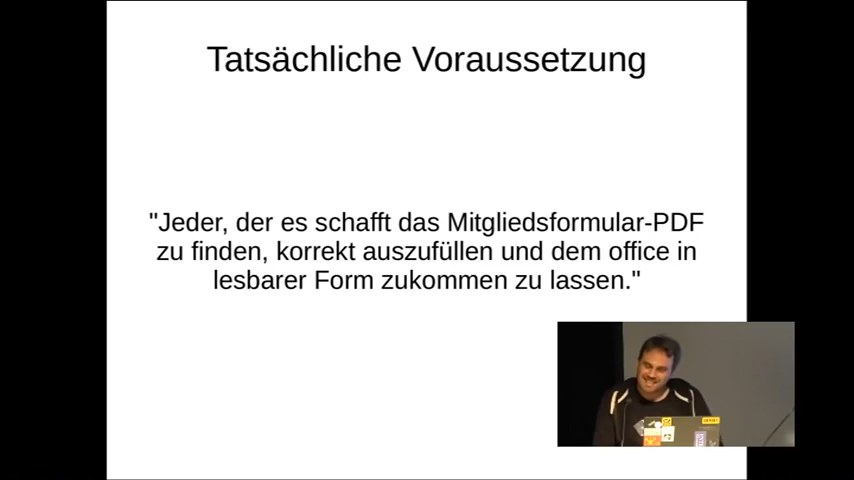 Tatsächliche Voraussetzung
"Jeder, der es schafft das Mitgliedsformular-PDF
zu finden, korrekt auszufüllen und dem office in
lesbarer Form zukommen zu lassen."